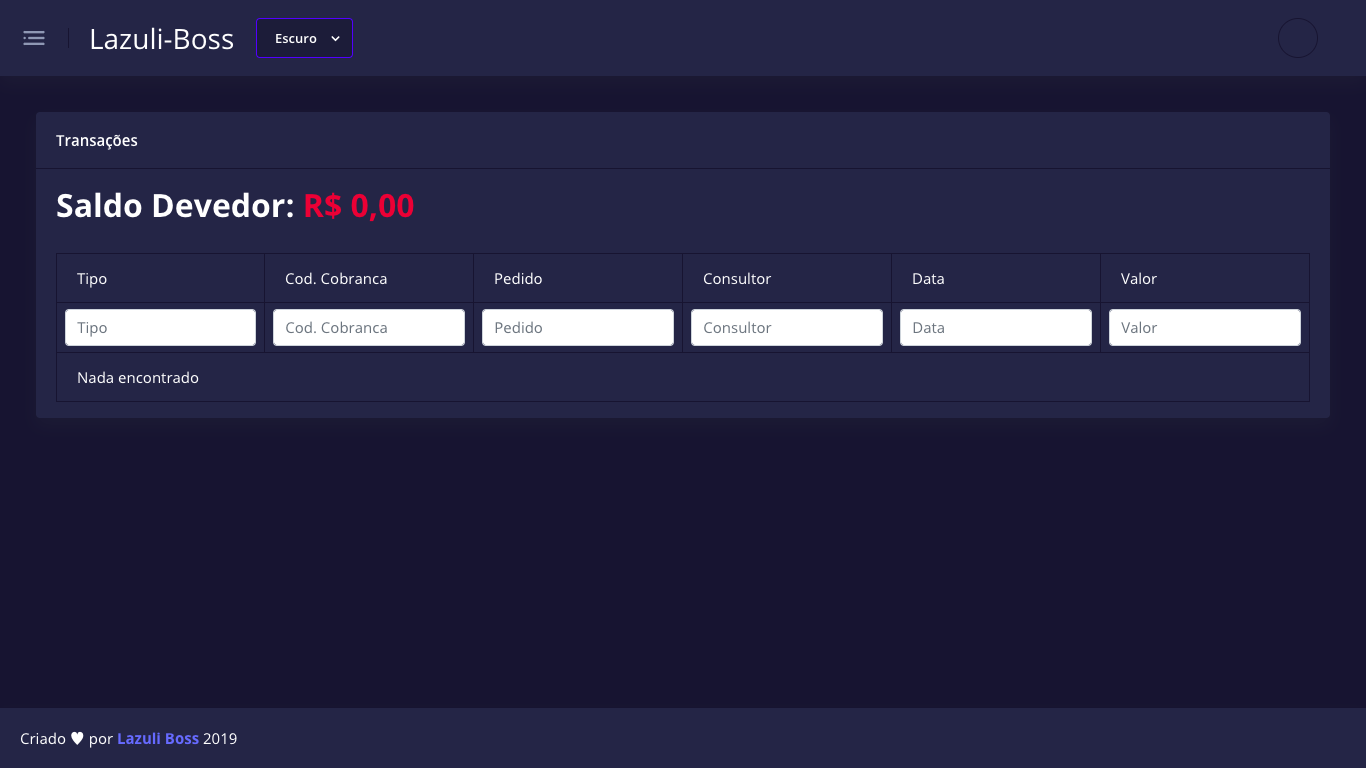 Lazuli-Boss Escuro
Transações
Saldo Devedor: R$ 0,00
Tipo Cod. Cobranca Pedido Consultor Data Valor
Tipo Cod. Cobranca Pedido Consultor Data Valor
Nada encontrado
Criado ♥ por Lazuli Boss 2019